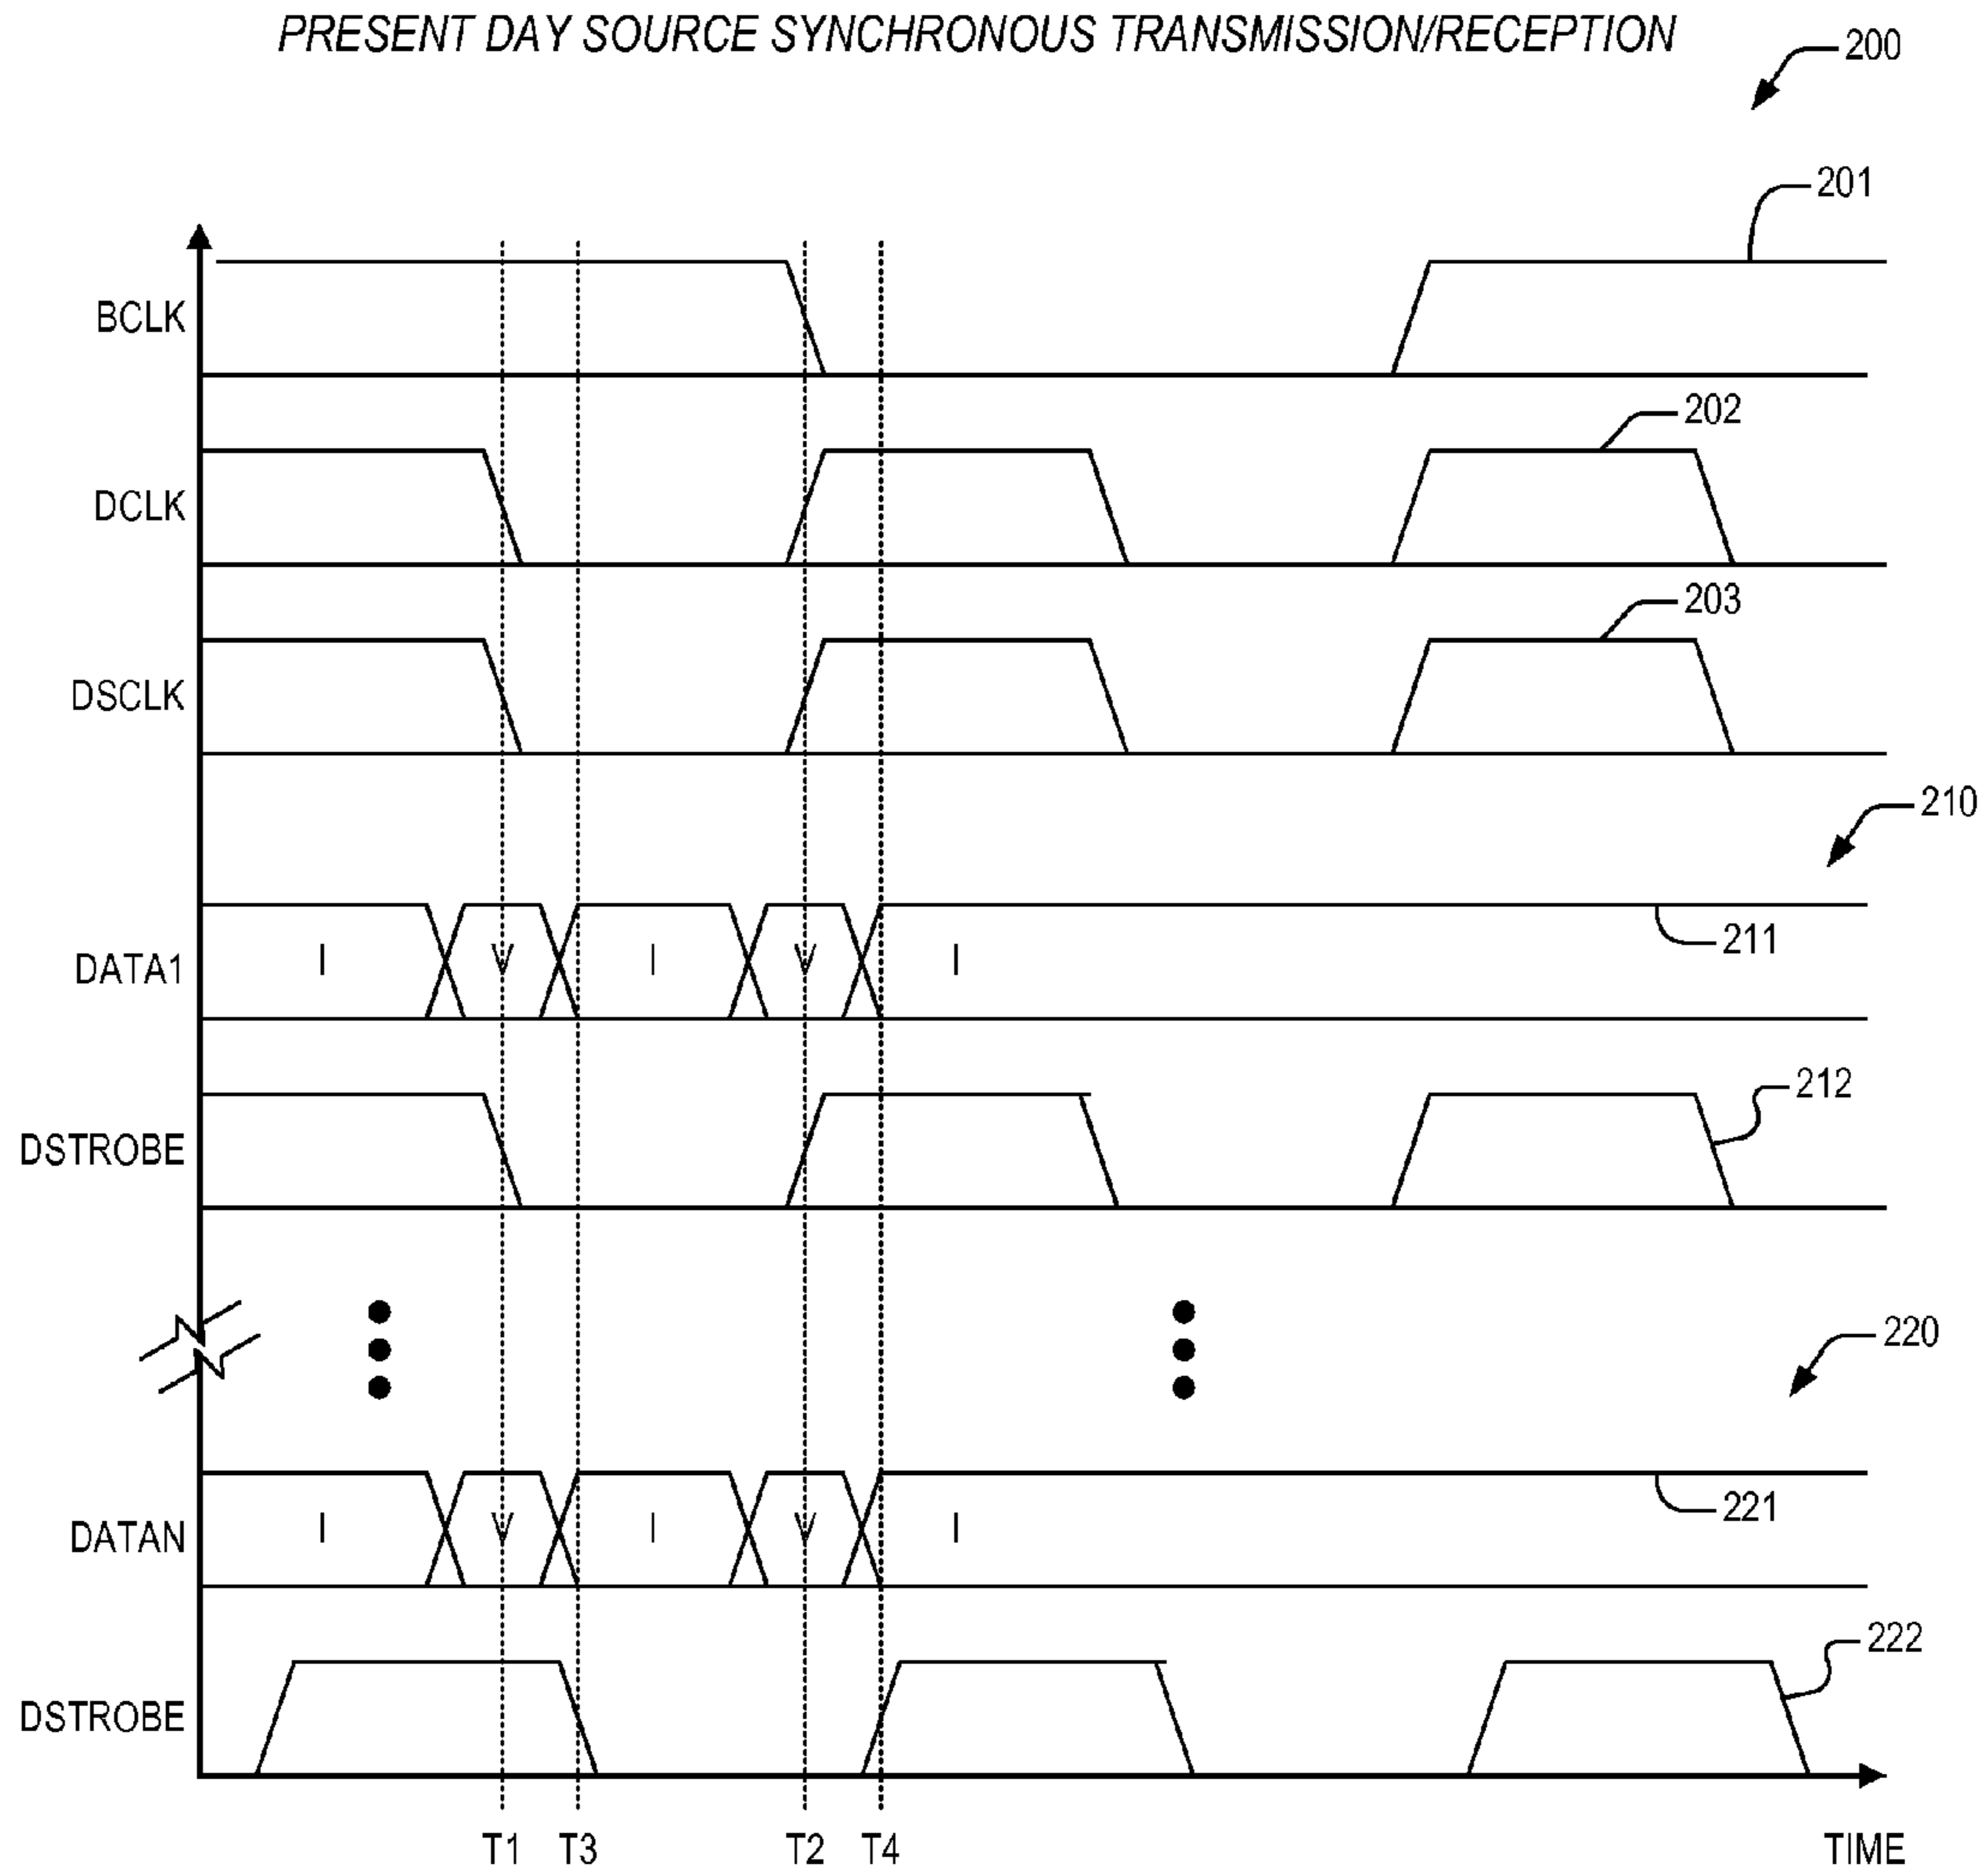 PRESENT DAY SOURCE SYNCHRONOUS TRANSMISSION/RECEPTION
200
201
BCLK
202
DCLK
203
DSCLK
210
DATA1 I V I V I
211
212
DSTROBE
220
DATAN I V I V I
221
222
DSTROBE
T1 T3 T2 T4 TIME